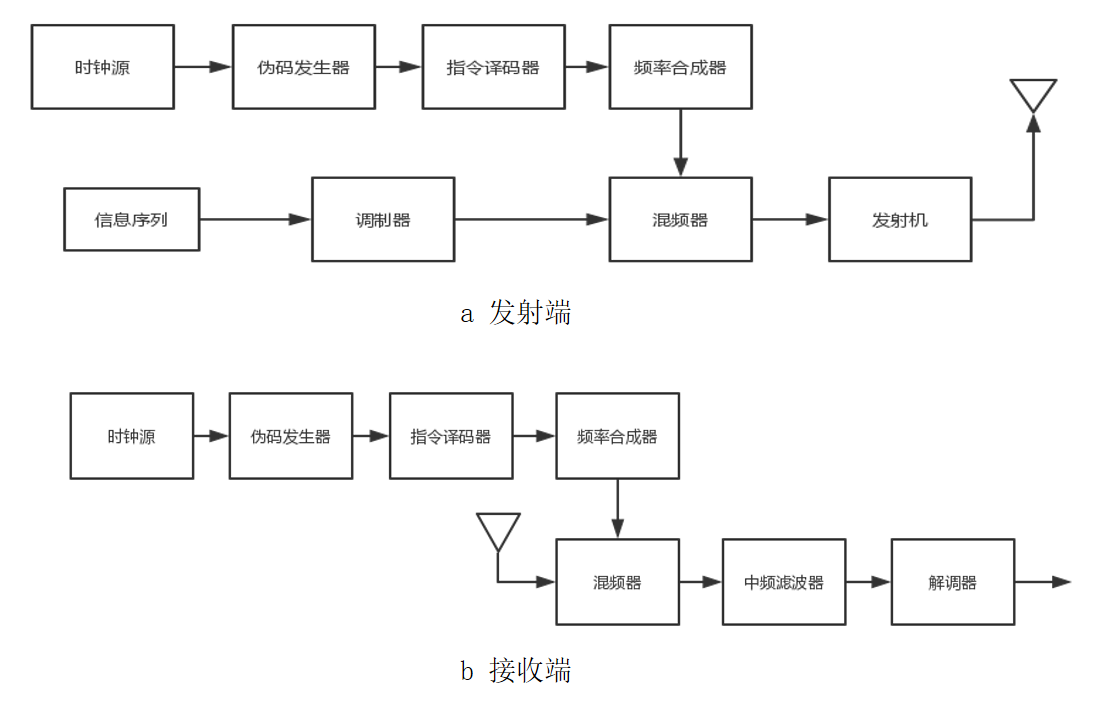 时钟源 伪码发生器 指令译码器 频率合成器
信息序列 调制器 混频器 发射机
a 发射端
时钟源 伪码发生器 指令译码器 频率合成器
混频器 中频滤波器 解调器
b 接收端